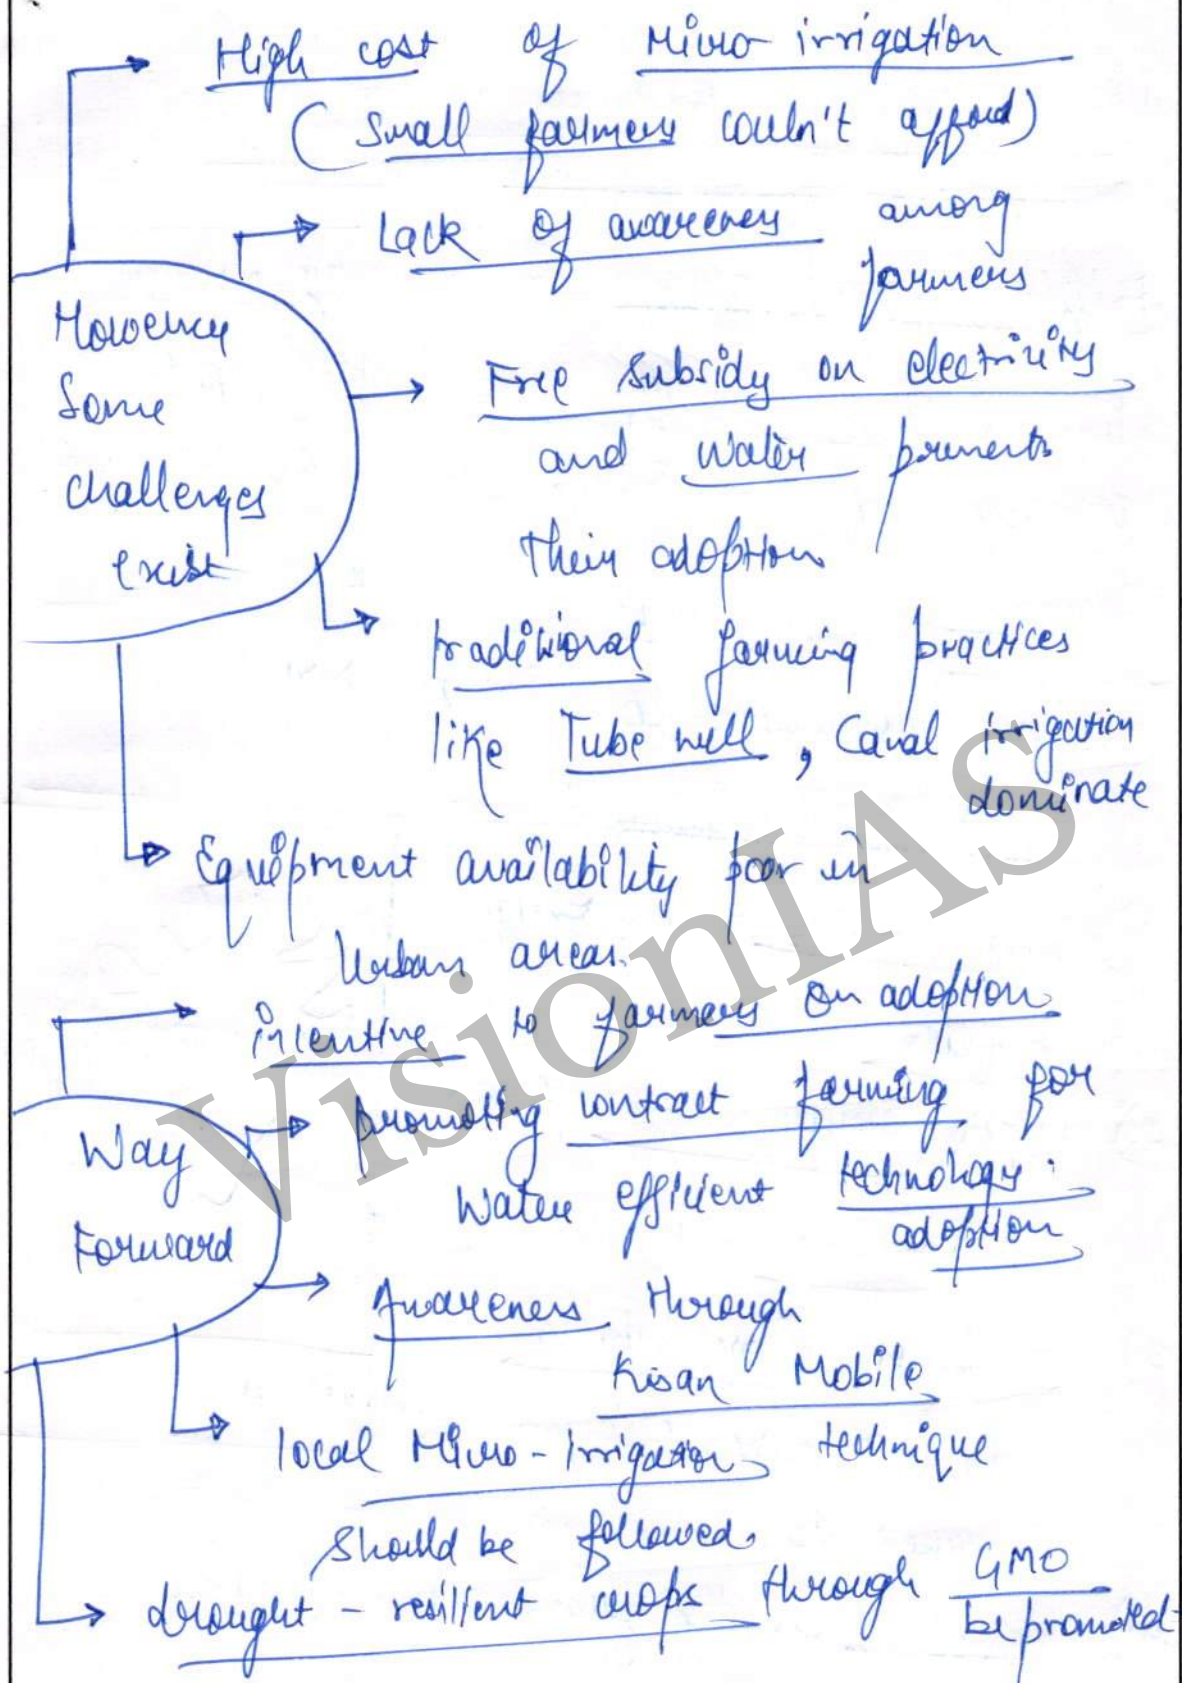 High cost of Micro irrigation
(Small farmers couln't afford)
Lack of awareness among
farmers
However
Some
challenges
exist
Free subsidy on electricity
and water prevents
their adoption
traditional farming practices
like Tube well, Canal irrigation
dominate
Equipment availability poor in
Urban areas.
incentive to farmers on adoption
Way
Forward
promoting contract farming for
Water efficient technology
adoption
Awareness through
Kisan Mobile
local Micro-Irrigation technique
should be followed.
drought-resilient crops through GMO
be promoted
VisionIAS